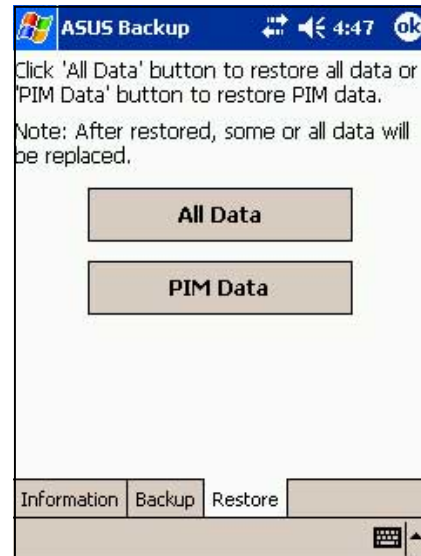 ASUS Backup 4:47 ok
Click 'All Data' button to restore all data or
'PIM Data' button to restore PIM data.
Note: After restored, some or all data will
be replaced.
All Data
PIM Data
Information Backup Restore